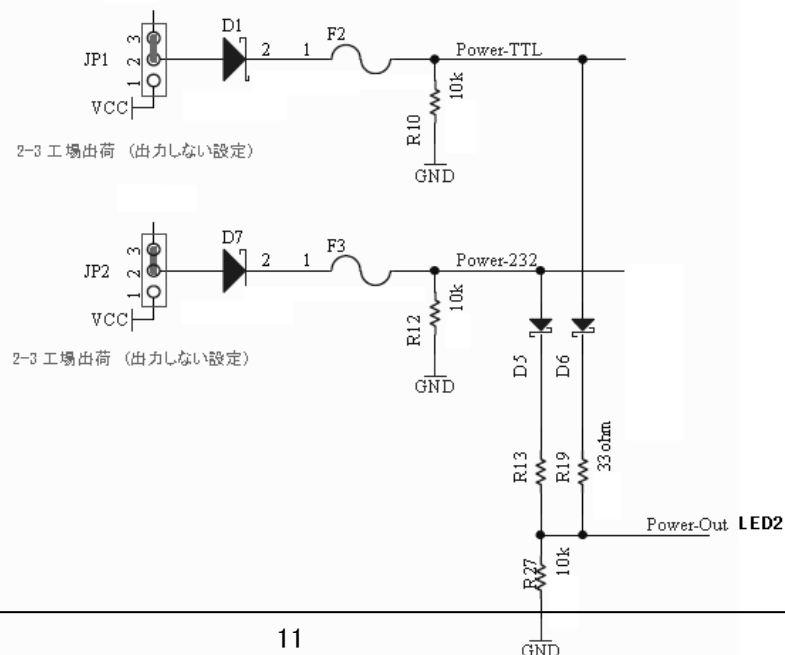 D1
F2
3
2
1
JP1
2
1
Power-TTL
10k
R10
VCC
GND
2-3 工場出荷 (出力しない設定)
D7
F3
3
2
1
JP2
2
1
Power-232
10k
R12
VCC
GND
2-3 工場出荷 (出力しない設定)
D5
D6
R13
R19
33ohm
Power-Out LED2
R27
10k
GND
11